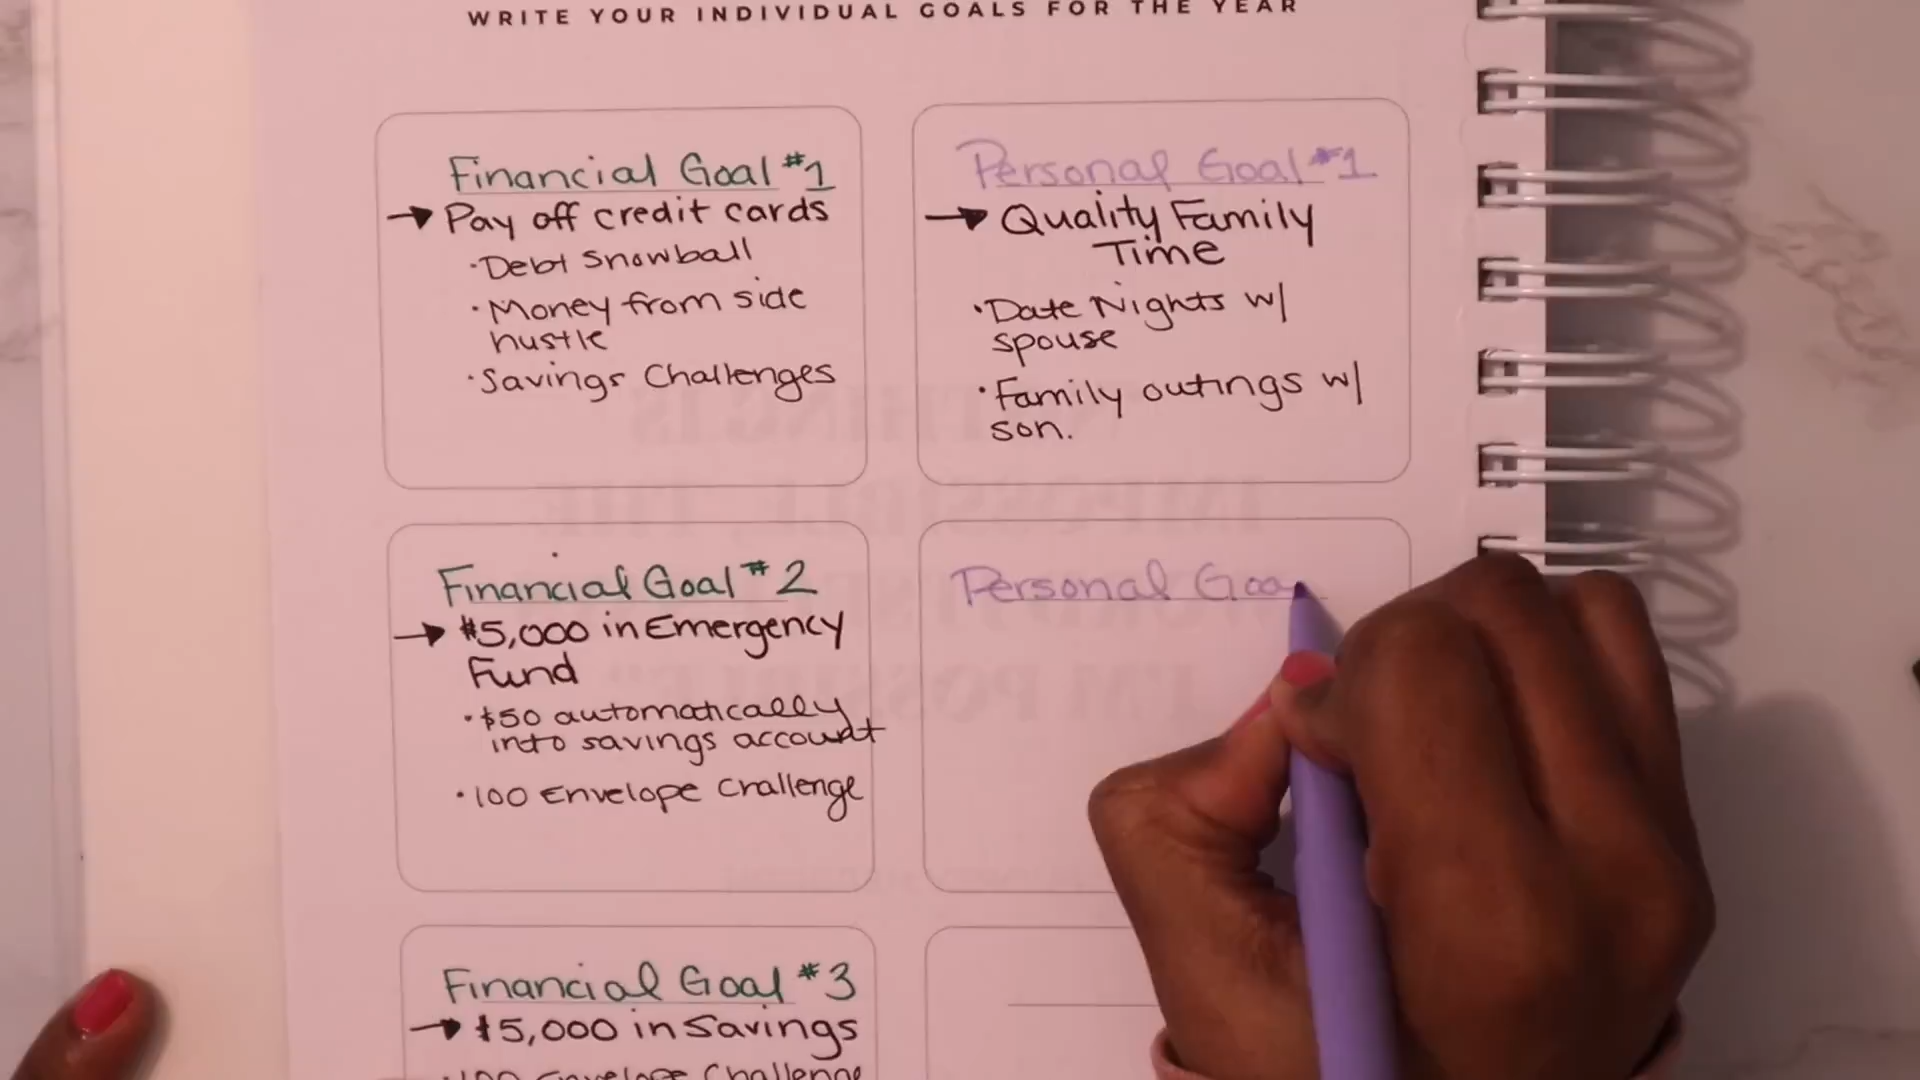 WRITE YOUR INDIVIDUAL GOALS FOR THE YEAR
Financial Goal #1
→ Pay off credit cards
·Debt Snowball
·Money from side
hustle
·Savings Challenges
Personal Goal #1
→ Quality Family
Time
·Date Nights w/
spouse
·Family outings w/
son.
Financial Goal #2
→ $5,000 in Emergency
Fund
·$50 automatically
into savings account
·100 Envelope Challenge
Personal Goa
Financial Goal #3
→ $5,000 in Savings
·100 Envelope Challenge